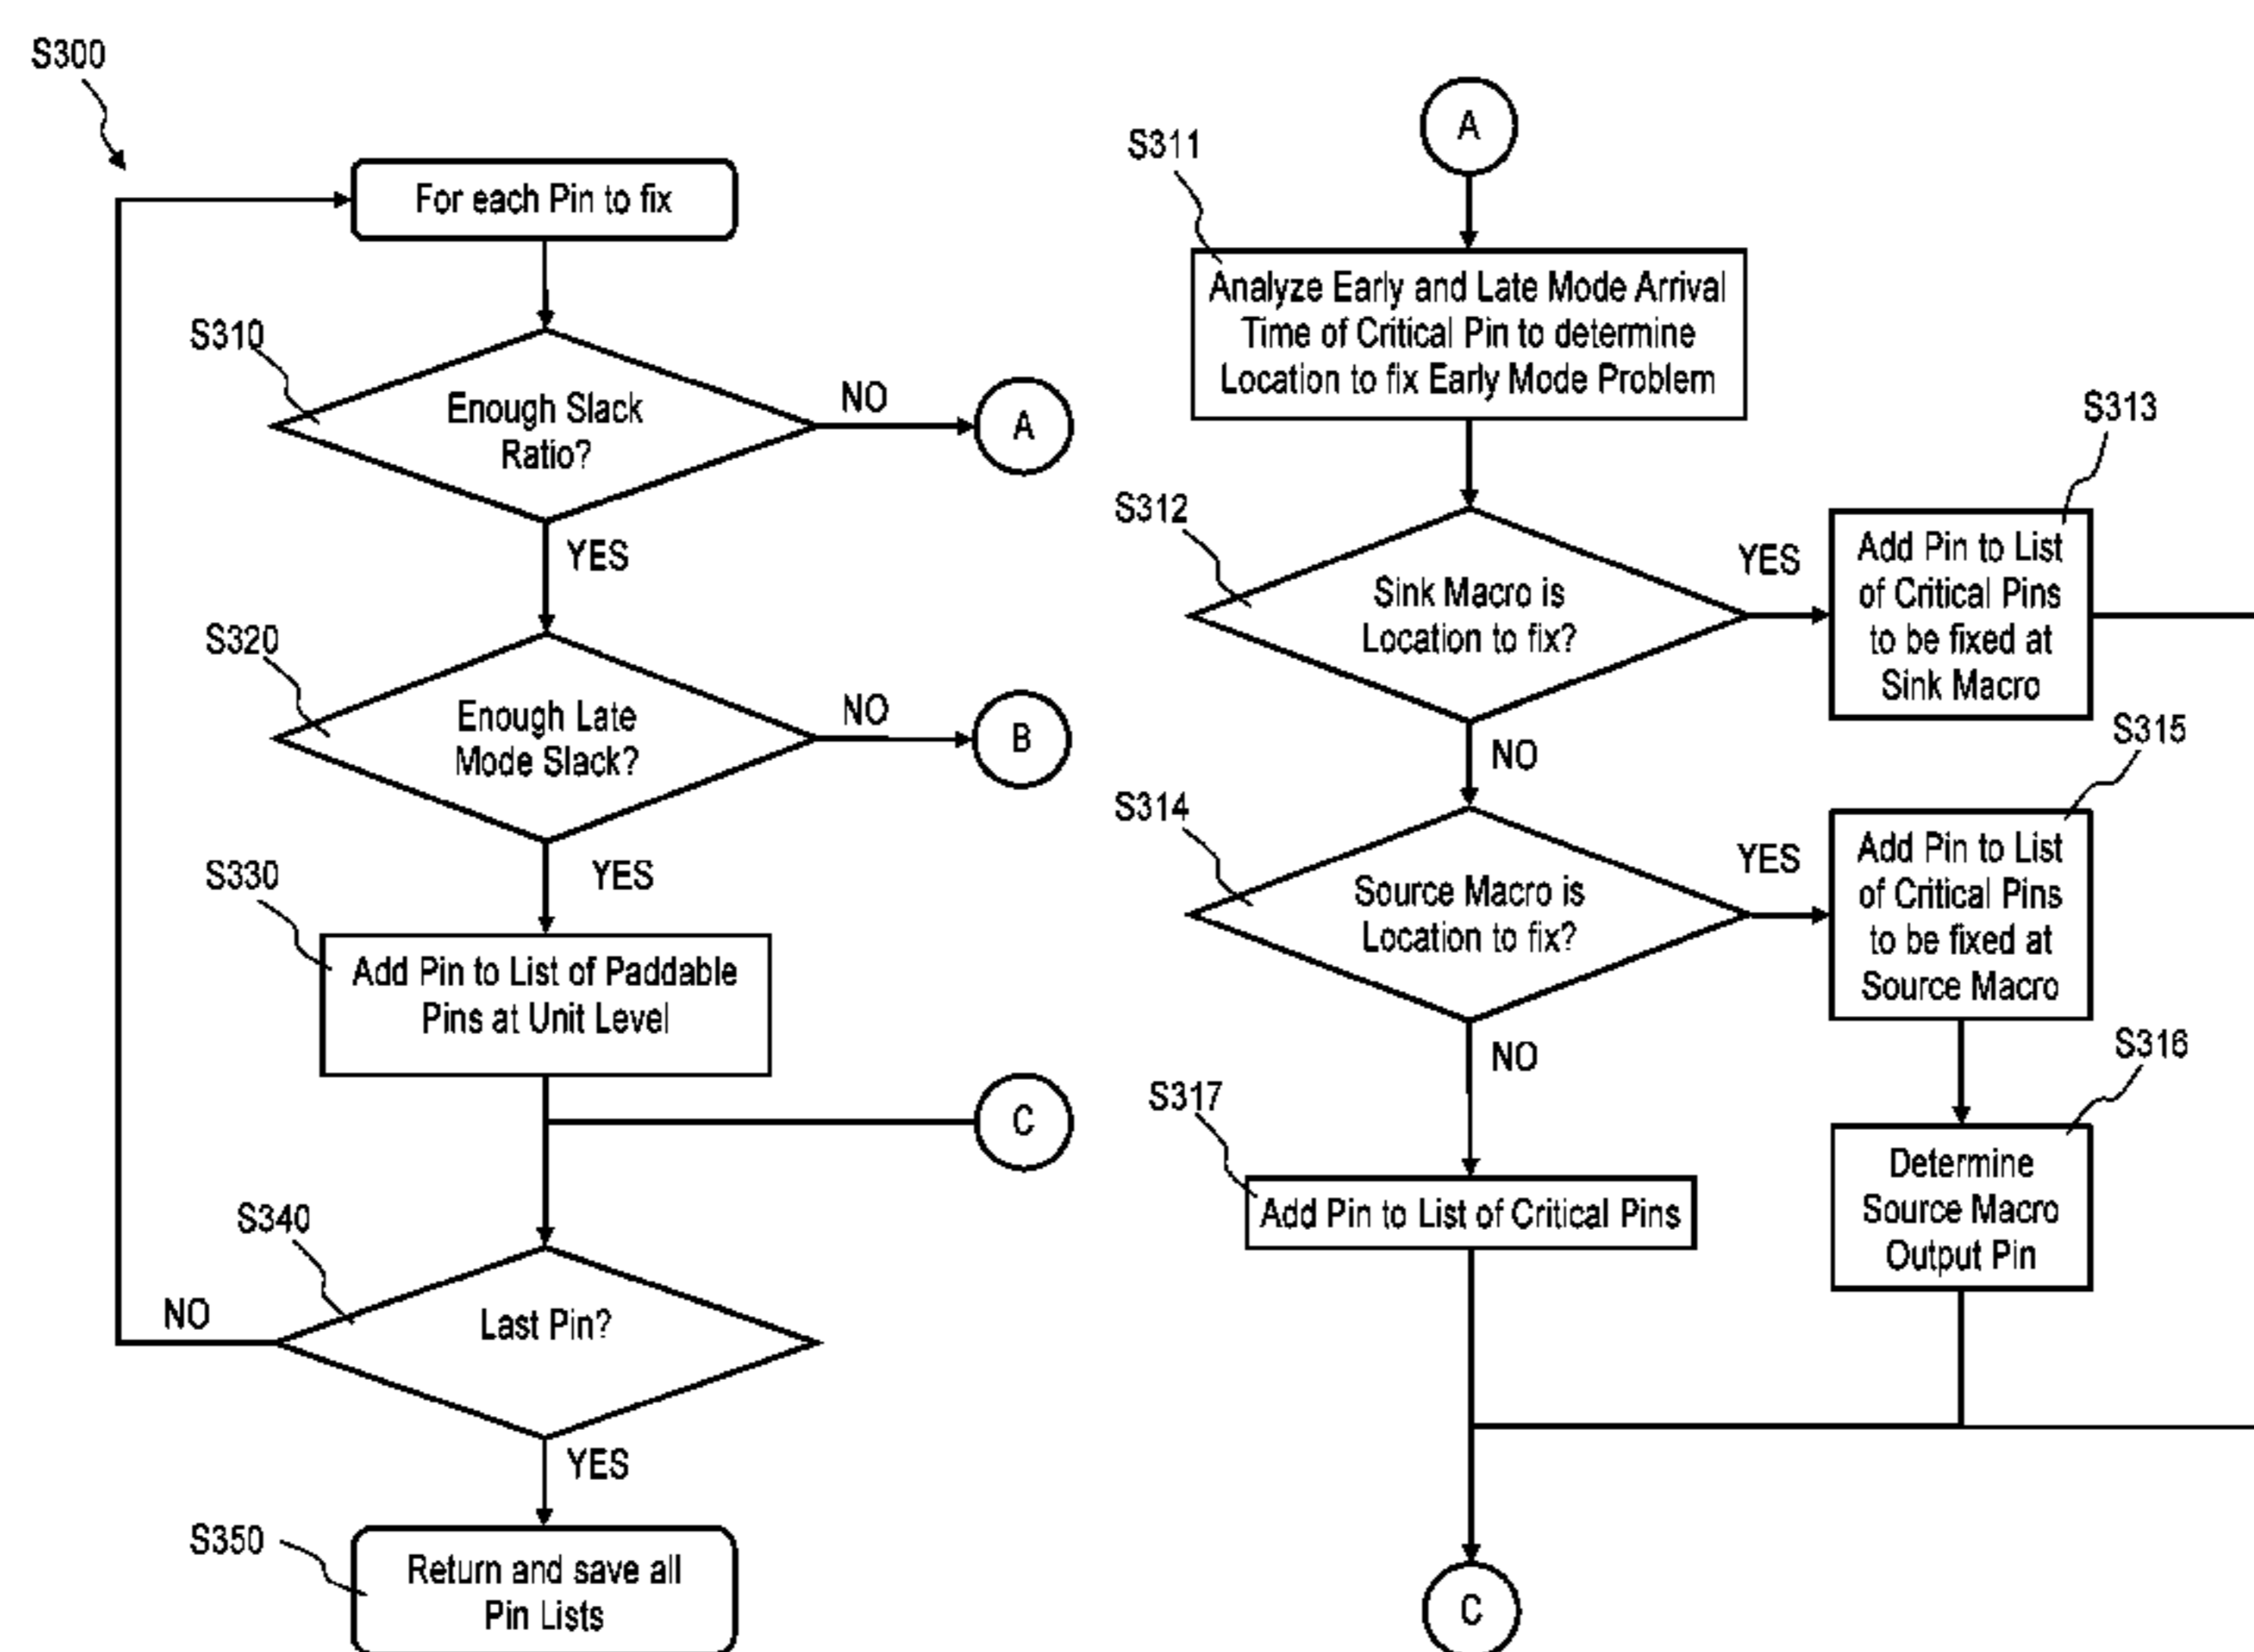 S300
For each Pin to fix
S310
Enough Slack
Ratio?
NO
A
YES
S320
Enough Late
Mode Slack?
NO
B
YES
S330
Add Pin to List of Paddable
Pins at Unit Level
C
S340
Last Pin?
NO
YES
S350
Return and save all
Pin Lists
A
S311
Analyze Early and Late Mode Arrival
Time of Critical Pin to determine
Location to fix Early Mode Problem
S312
Sink Macro is
Location to fix?
YES
S313
Add Pin to List
of Critical Pins
to be fixed at
Sink Macro
NO
S314
Source Macro is
Location to fix?
YES
S315
Add Pin to List
of Critical Pins
to be fixed at
Source Macro
NO
S316
Determine
Source Macro
Output Pin
S317
Add Pin to List of Critical Pins
C